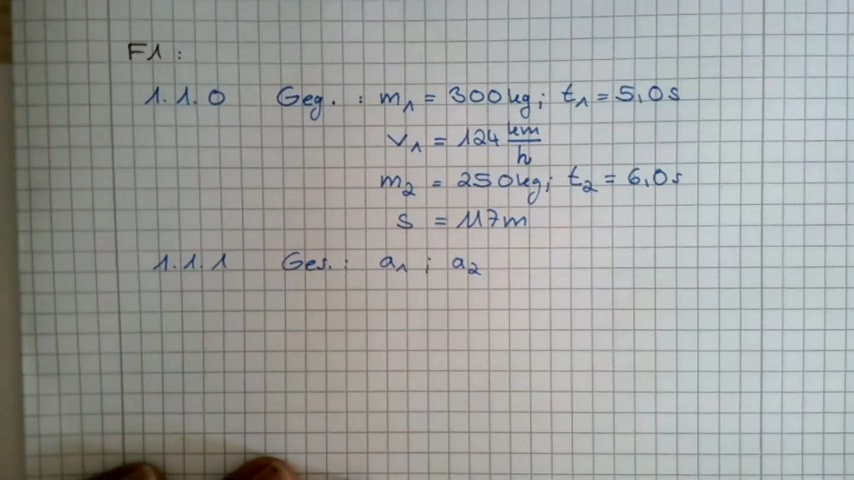 F1:
1.1.0 Geg.: m₁ = 300kg; t₁ = 5,0s
v₁ = 124 km/h
m₂ = 250kg; t₂ = 6,0s
s = 117m
1.1.1 Ges.: a₁; a₂